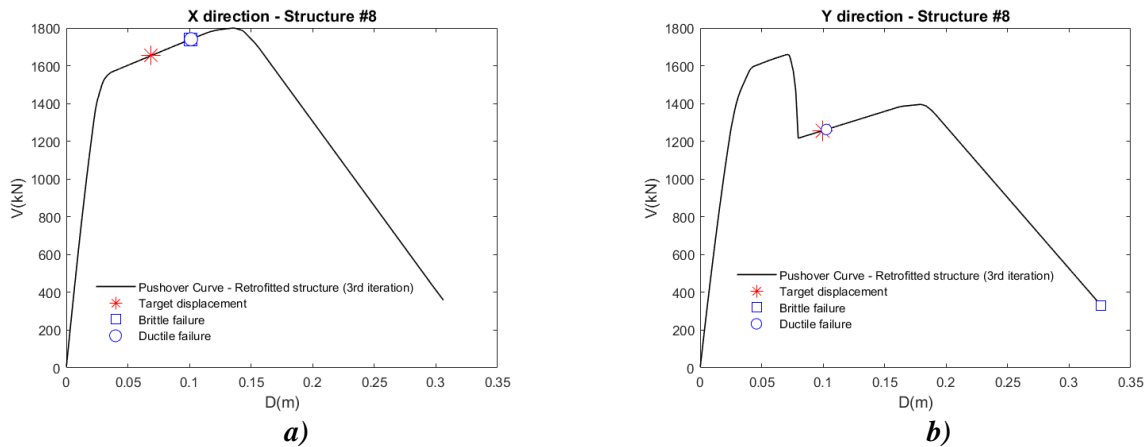 X direction - Structure #8
1800
1600
1400
1200
1000
800
600
400
200
0
V(kN)
Pushover Curve - Retrofitted structure (3rd iteration)
Target displacement
Brittle failure
Ductile failure
0 0.05 0.1 0.15 0.2 0.25 0.3 0.35
D(m)
a)
Y direction - Structure #8
1800
1600
1400
1200
1000
800
600
400
200
0
V(kN)
Pushover Curve - Retrofitted structure (3rd iteration)
Target displacement
Brittle failure
Ductile failure
0 0.05 0.1 0.15 0.2 0.25 0.3 0.35
D(m)
b)